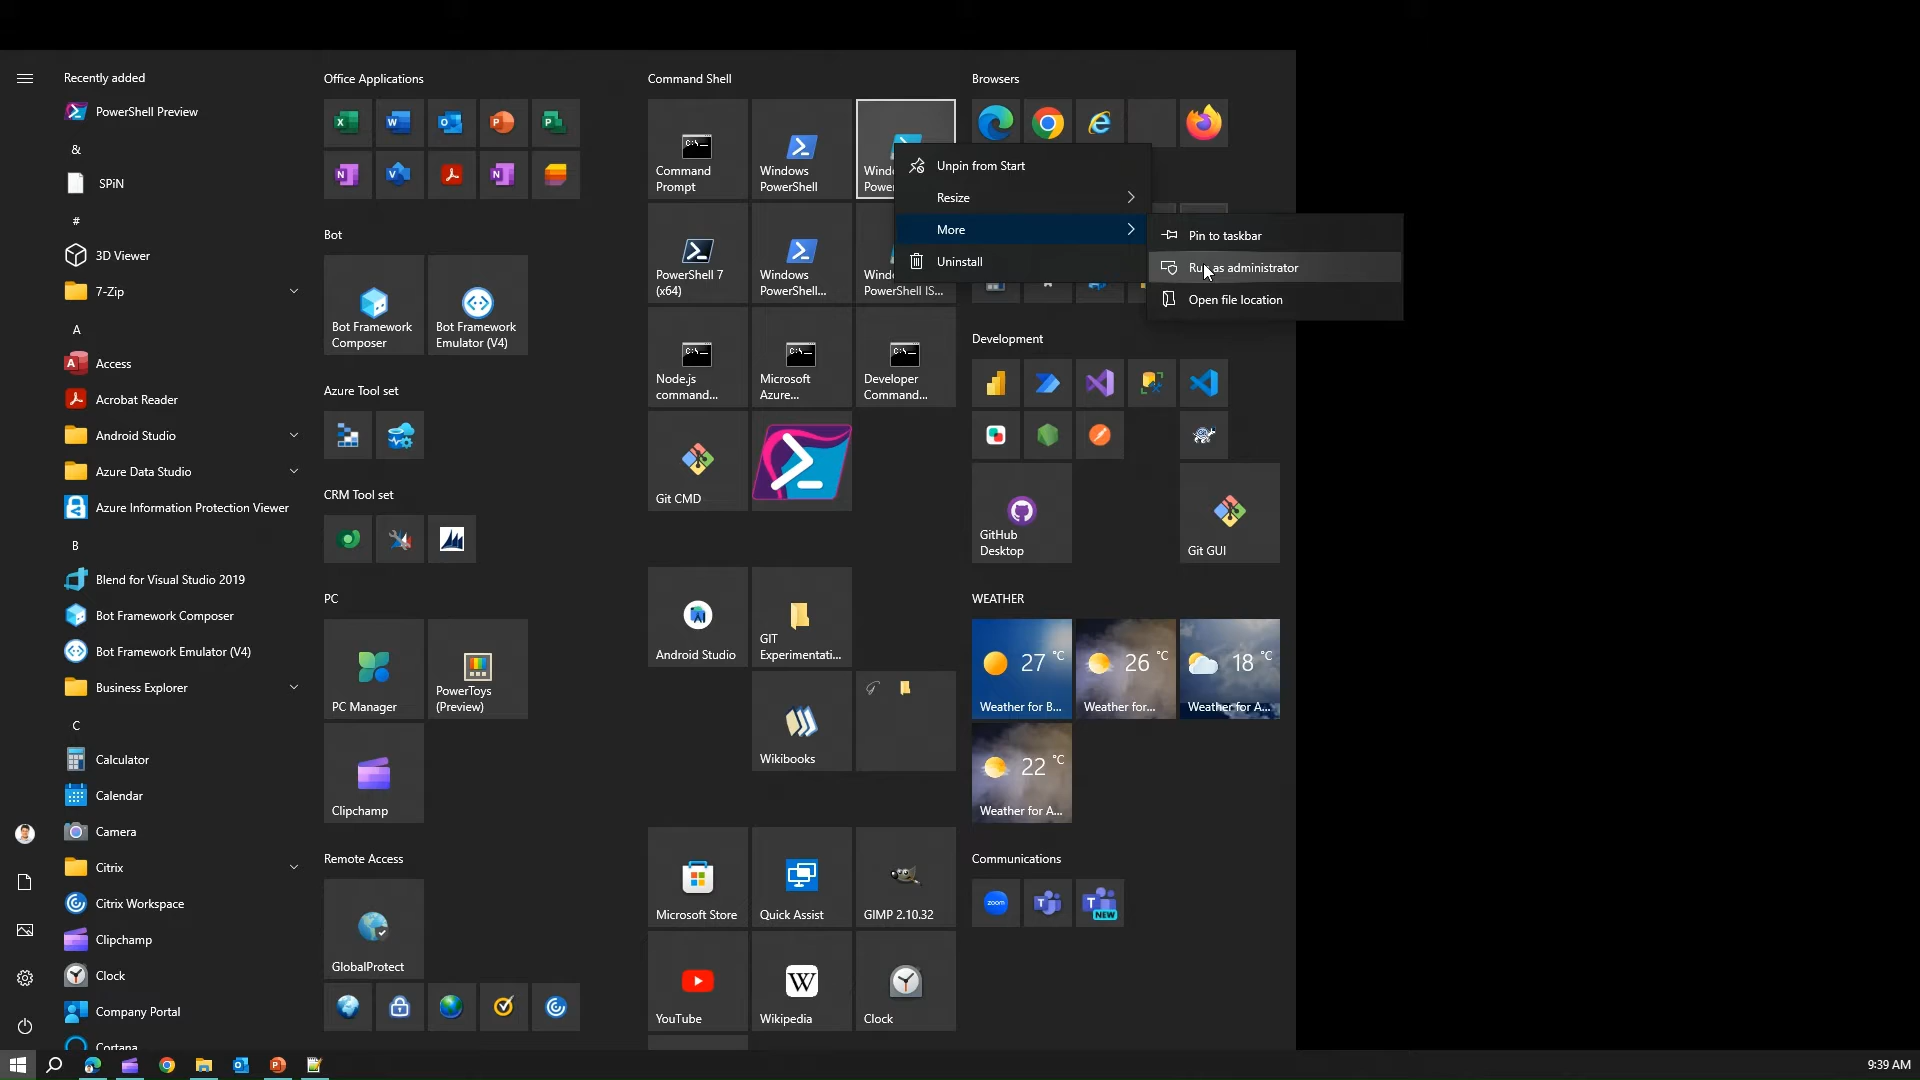 Recently added
PowerShell Preview
&
SPiN
#
3D Viewer
7-Zip
A
Access
Acrobat Reader
Android Studio
Azure Data Studio
Azure Information Protection Viewer
B
Blend for Visual Studio 2019
Bot Framework Composer
Bot Framework Emulator (V4)
Business Explorer
C
Calculator
Calendar
Camera
Citrix
Citrix Workspace
Clipchamp
Clock
Company Portal
Cortana
Office Applications
Bot
Bot Framework
Composer
Bot Framework
Emulator (V4)
Azure Tool set
CRM Tool set
PC
PC Manager
PowerToys
(Preview)
Clipchamp
Remote Access
GlobalProtect
Command Shell
Command
Prompt
Windows
PowerShell
Wind
Powe
PowerShell 7
(x64)
Windows
PowerShell...
Wind
PowerShell IS...
Node.js
command...
Microsoft
Azure...
Developer
Command...
Git CMD
Android Studio
GIT
Experimentati...
Wikibooks
Microsoft Store
Quick Assist
GIMP 2.10.32
YouTube
W
Wikipedia
Clock
Browsers
Unpin from Start
Resize
More
Uninstall
Pin to taskbar
Run as administrator
Open file location
Development
GitHub
Desktop
Git GUI
WEATHER
27 °C
Weather for B...
26 °C
Weather for...
18 °C
Weather for A...
22 °C
Weather for A...
Communications
zoom
NEW
9:39 AM